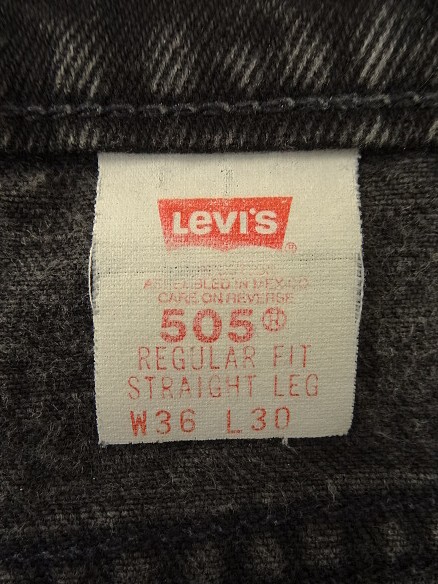 Levi's
®
ASSEMBLED IN MEXICO
CARE ON REVERSE
505®
REGULAR FIT
STRAIGHT LEG
W36 L30